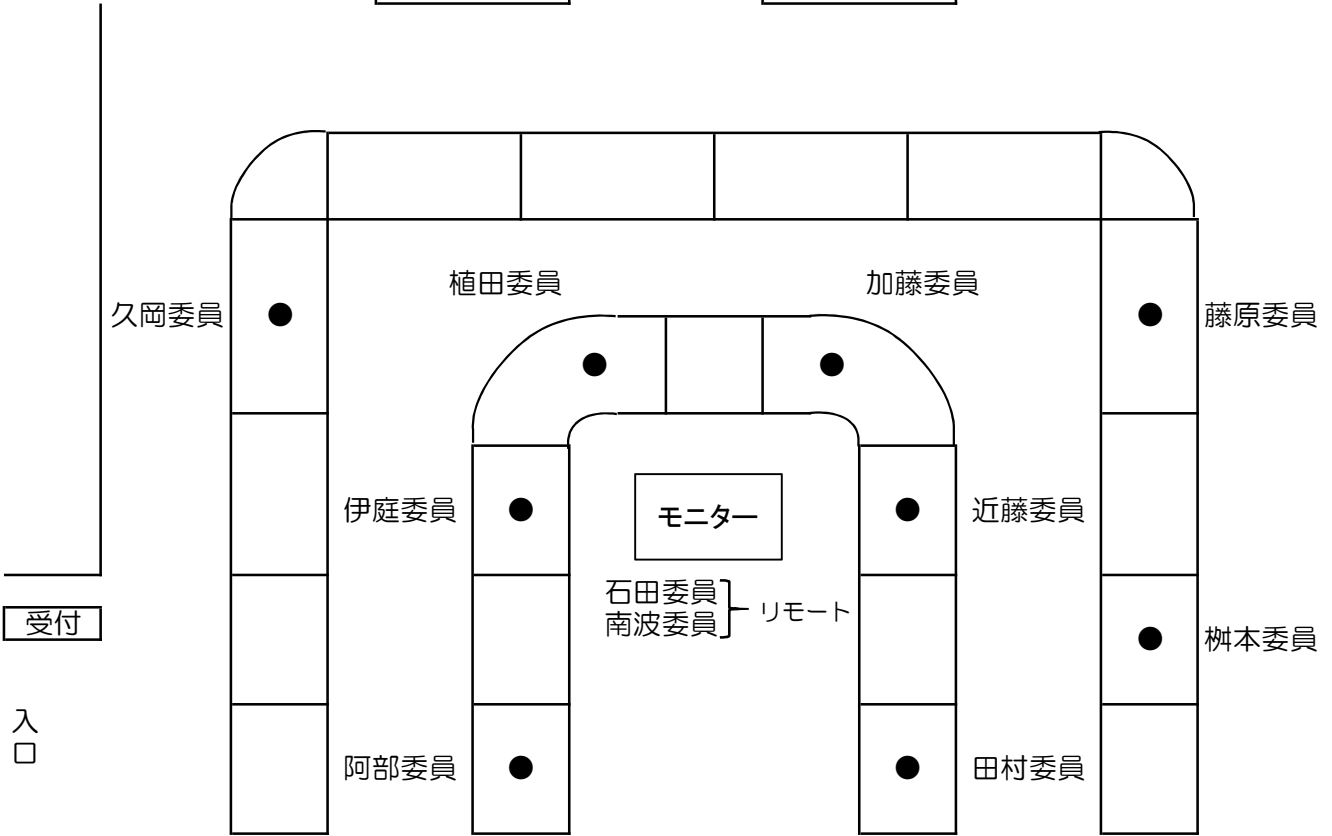 植田委員
加藤委員
久岡委員
藤原委員
伊庭委員
モニター
近藤委員
石田委員
南波委員
リモート
受付
桝本委員
入口
阿部委員
田村委員